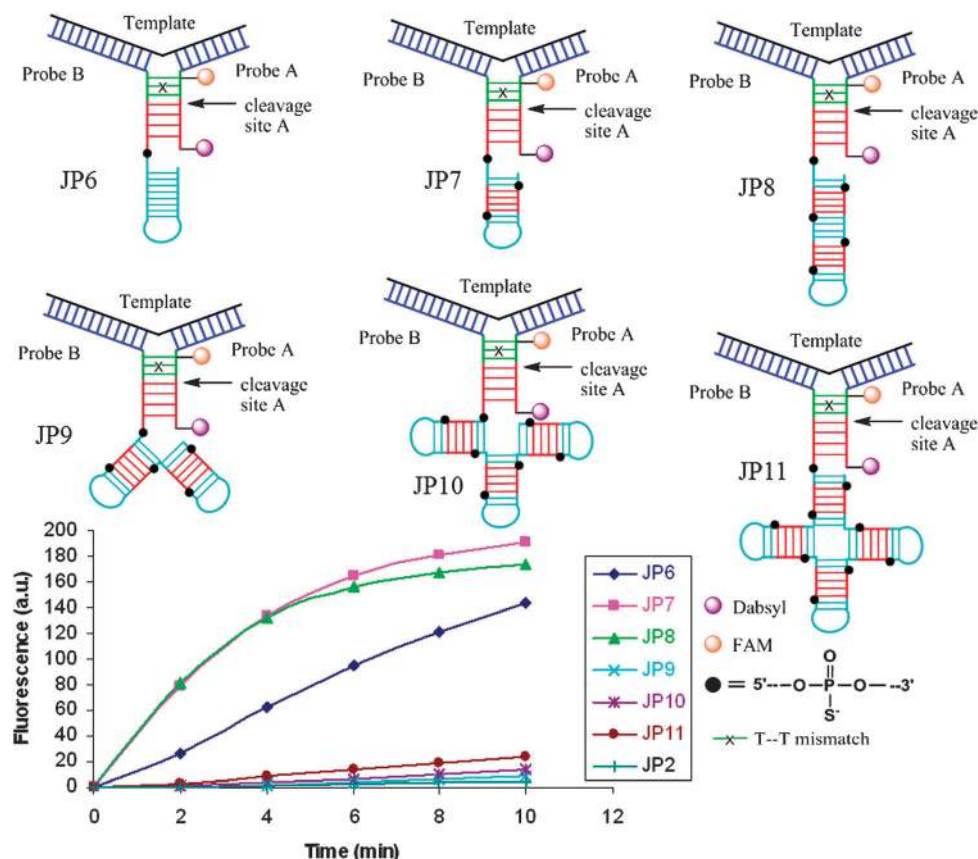 Template
Probe B
Probe A
X
cleavage
site A
JP6
Template
Probe B
Probe A
X
cleavage
site A
JP7
Template
Probe B
Probe A
X
cleavage
site A
JP8
Template
Probe B
Probe A
X
cleavage
site A
JP9
Template
Probe B
Probe A
X
cleavage
site A
JP10
Template
Probe B
Probe A
X
cleavage
site A
JP11
Fluorescence (a.u.)
200
180
160
140
120
100
80
60
40
20
0
0 2 4 6 8 10 12
Time (min)
JP6
JP7
JP8
JP9
JP10
JP11
JP2
Dabsyl
FAM
O
= 5'---O—P—O—--3'
S-
X T--T mismatch